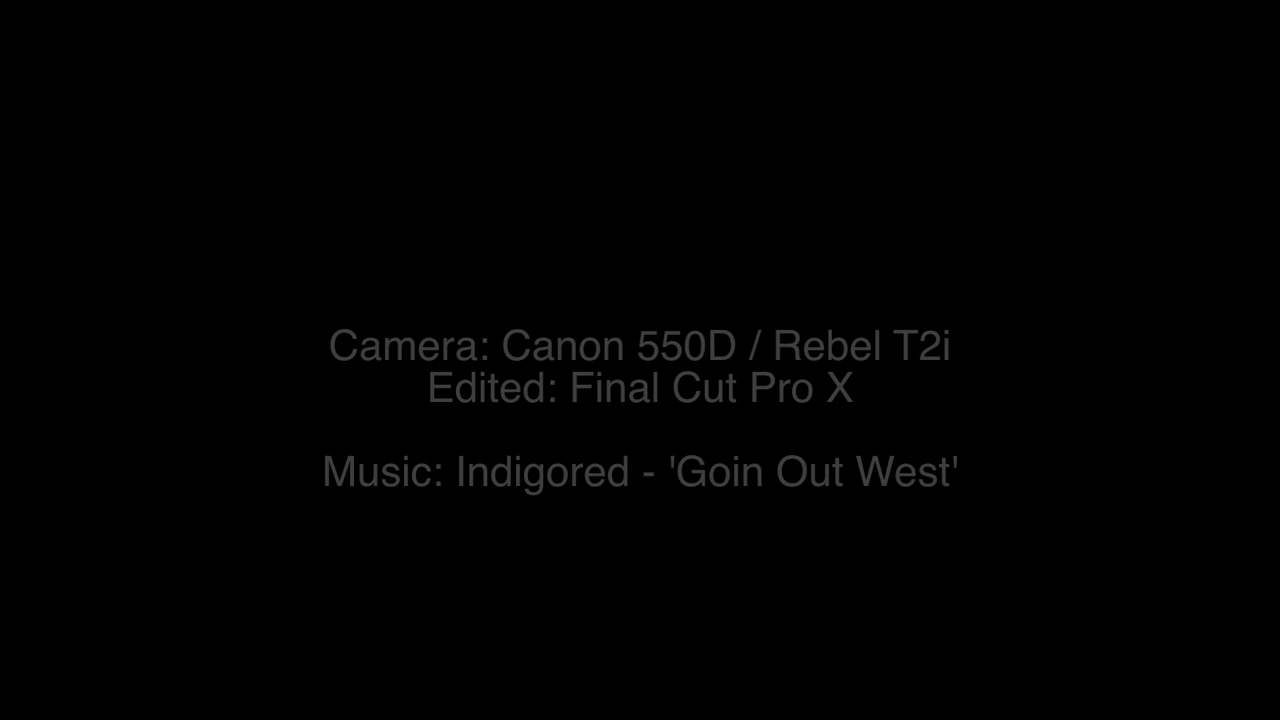 Camera: Canon 550D / Rebel T2i
Edited: Final Cut Pro X
Music: Indigored - 'Goin Out West'